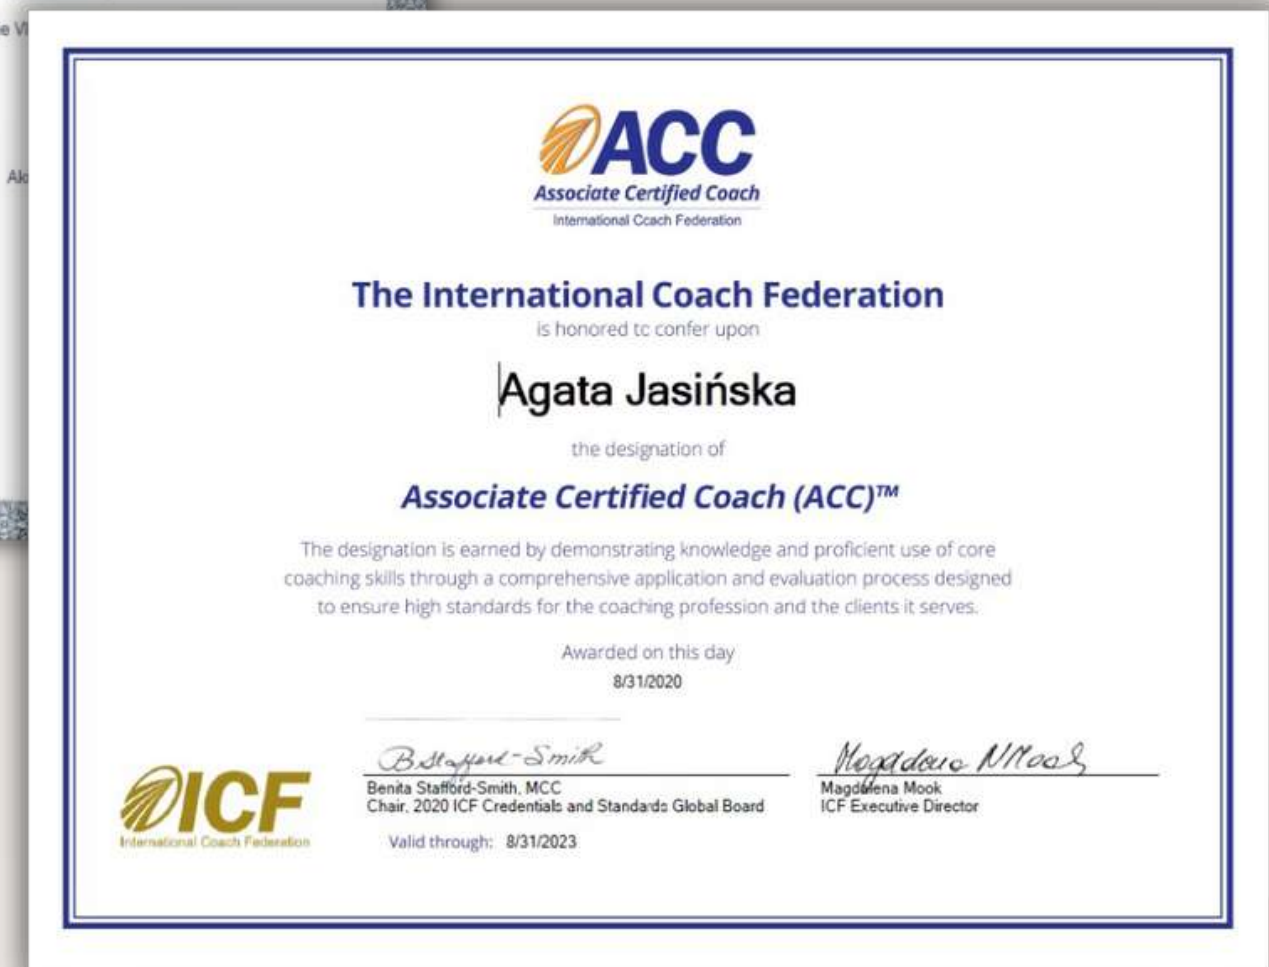 ACC
Associate Certified Coach
International Coach Federation
The International Coach Federation
is honored to confer upon
Agata Jasińska
the designation of
Associate Certified Coach (ACC)™
The designation is earned by demonstrating knowledge and proficient use of core
coaching skills through a comprehensive application and evaluation process designed
to ensure high standards for the coaching profession and the clients it serves.
Awarded on this day
8/31/2020
B Stafford-Smith
Magdalena N Mook
Benita Stafford-Smith, MCC
Chair, 2020 ICF Credentials and Standards Global Board
Magdalena Mook
ICF Executive Director
ICF
International Coach Federation
Valid through: 8/31/2023